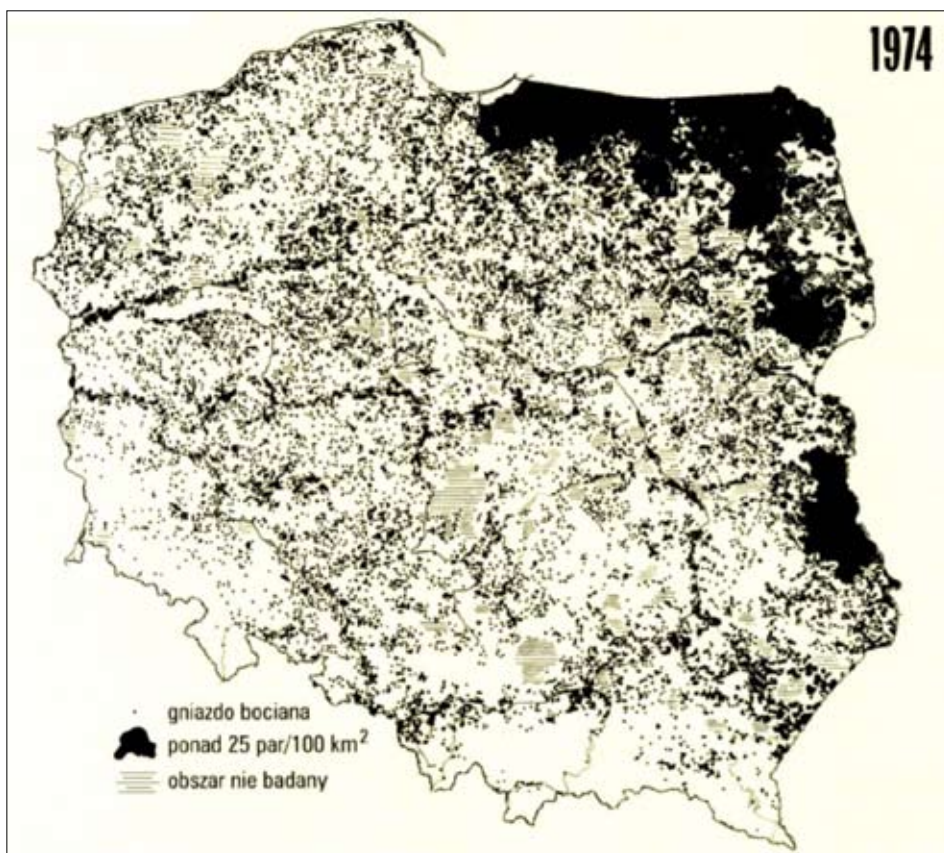 1974
gniazdo bociana
ponad 25 par/100 km²
obszar nie badany